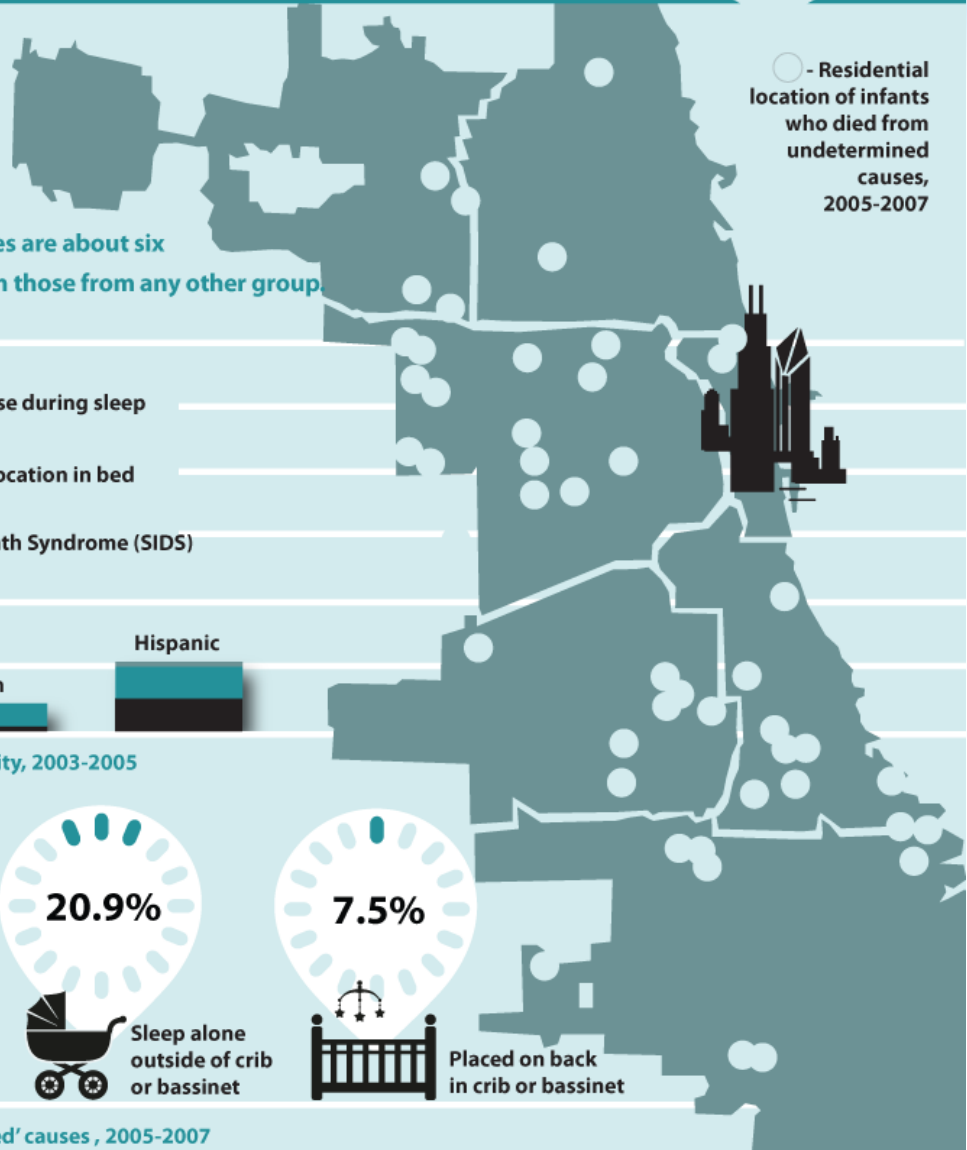 - Residential
location of infants
who died from
undetermined
causes,
2005-2007
es are about six
n those from any other group.
se during sleep
ocation in bed
th Syndrome (SIDS)
Hispanic
n
ity, 2003-2005
20.9%
7.5%
Sleep alone
outside of crib
or bassinet
Placed on back
in crib or bassinet
ed’ causes , 2005-2007